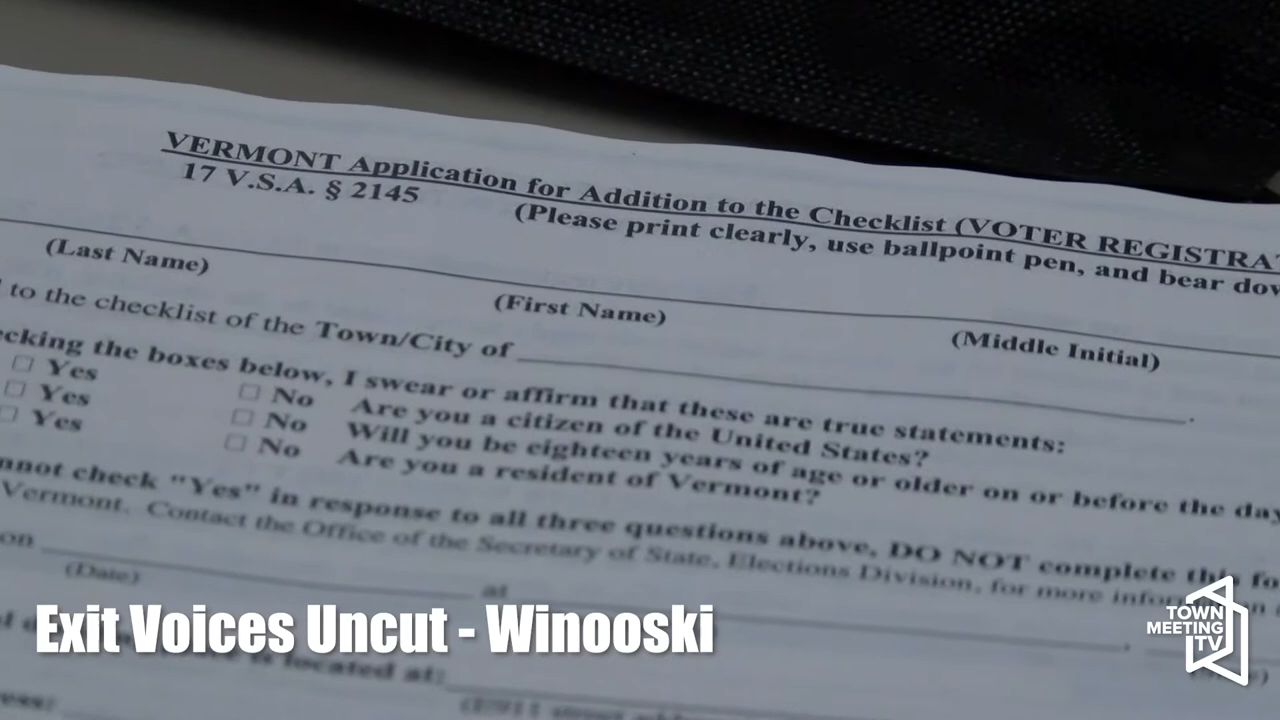 VERMONT Application for Addition to the Checklist (VOTER REGISTRA
17 V.S.A. § 2145
(Please print clearly, use ballpoint pen, and bear dow
(Last Name)
(First Name)
(Middle Initial)
to the checklist of the Town/City of
cking the boxes below, I swear or affirm that these are true statements:
☐ Yes ☐ No Are you a citizen of the United States?
☐ Yes ☐ No Will you be eighteen years of age or older on or before the day
☐ Yes ☐ No Are you a resident of Vermont?
nnot check "Yes" in response to all three questions above, DO NOT complete this fo
Vermont. Contact the Office of the Secretary of State, Elections Division, for more
on
at
(Date)
is located at:
Exit Voices Uncut - Winooski
TOWN
MEETING
TV